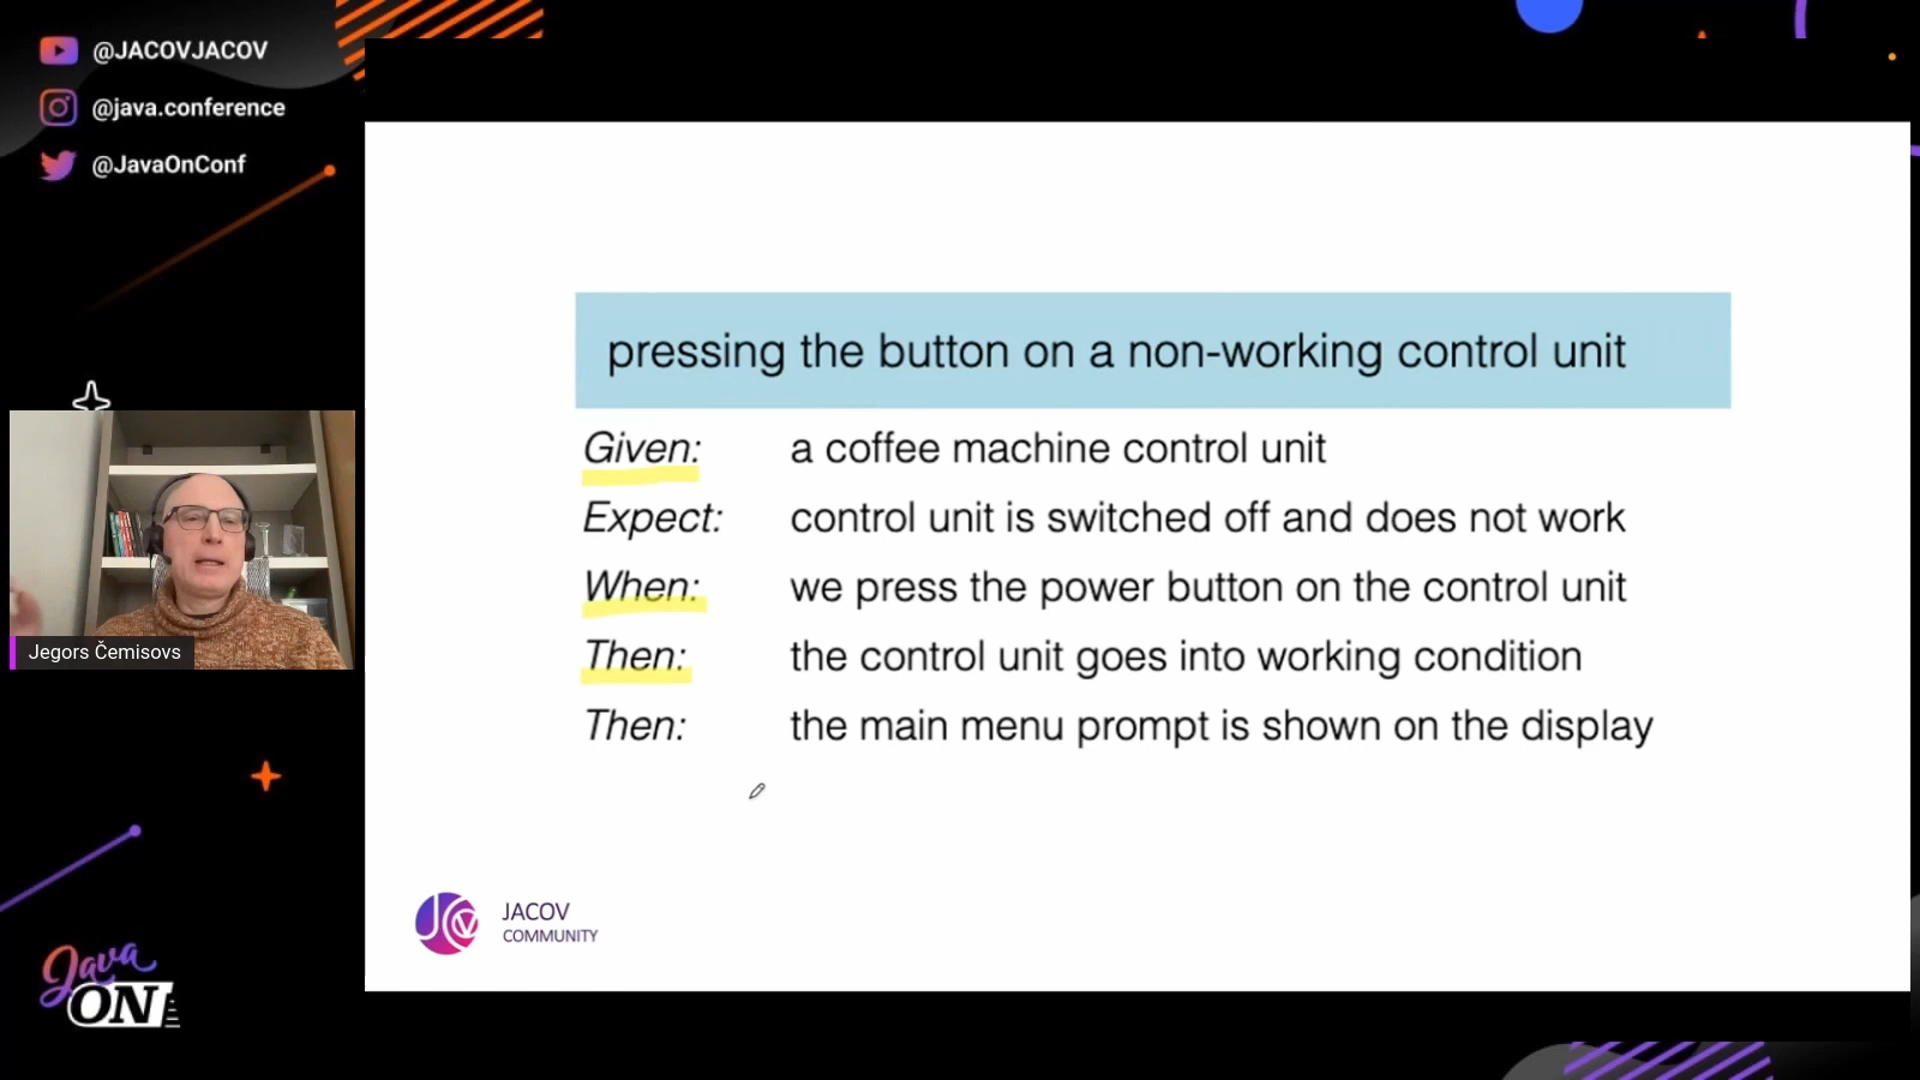 @JACOVJACOV
@java.conference
@JavaOnConf
pressing the button on a non-working control unit
Given: a coffee machine control unit
Expect: control unit is switched off and does not work
When: we press the power button on the control unit
Then: the control unit goes into working condition
Then: the main menu prompt is shown on the display
Jegors Čemisovs
JACOV
COMMUNITY
Java
ON